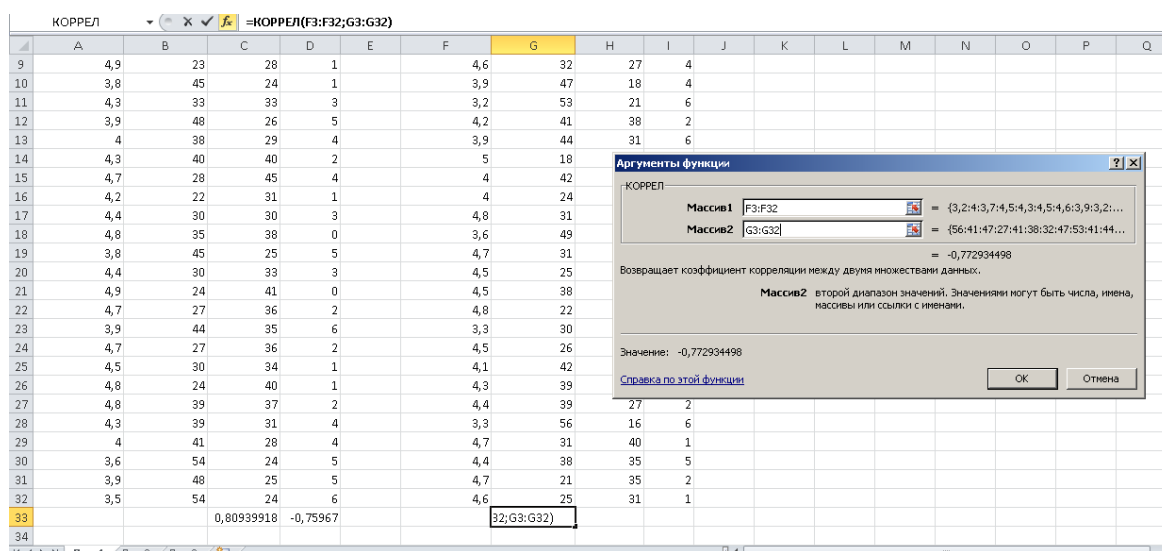 КОРРЕЛ =КОРРЕЛ(F3:F32;G3:G32)
A B C D E F G H I J K L M N O P Q
9 4,9 23 28 1 4,6 32 27 4
10 3,8 45 24 1 3,9 47 18 4
11 4,3 33 33 3 3,2 53 21 6
12 3,9 48 26 5 4,2 41 38 2
13 4 38 29 4 3,9 44 31 6
14 4,3 40 40 2 5 18
15 4,7 28 45 4 4 42
16 4,2 22 31 1 4 24
17 4,4 30 30 3 4,8 31
18 4,8 35 38 0 3,6 49
19 3,8 45 25 5 4,7 31
20 4,4 30 33 3 4,5 25
21 4,9 24 41 0 4,5 38
22 4,7 27 36 2 4,8 22
23 3,9 44 35 6 3,3 30
24 4,7 27 36 2 4,5 26
25 4,5 30 34 1 4,1 42
26 4,8 24 40 1 4,3 39
27 4,8 39 37 2 4,4 39 27 2
28 4,3 39 31 4 3,3 56 16 6
29 4 41 28 4 4,7 31 40 1
30 3,6 54 24 5 4,4 38 35 5
31 3,9 48 25 5 4,7 21 35 2
32 3,5 54 24 6 4,6 25 31 1
33 0,80939918 -0,75967 32;G3:G32)
34
Аргументы функции
КОРРЕЛ
Массив1 F3:F32 = {3,2:4:3,7:4,5:4,3:4,5:4,6:3,9:3,2:...
Массив2 G3:G32 = {56:41:47:27:41:38:32:47:53:41:44...
= -0,772934498
Возвращает коэффициент корреляции между двумя множествами данных.
Массив2 второй диапазон значений. Значениями могут быть числа, имена,
массивы или ссылки с именами.
Значение: -0,772934498
Справка по этой функции
ОК Отмена